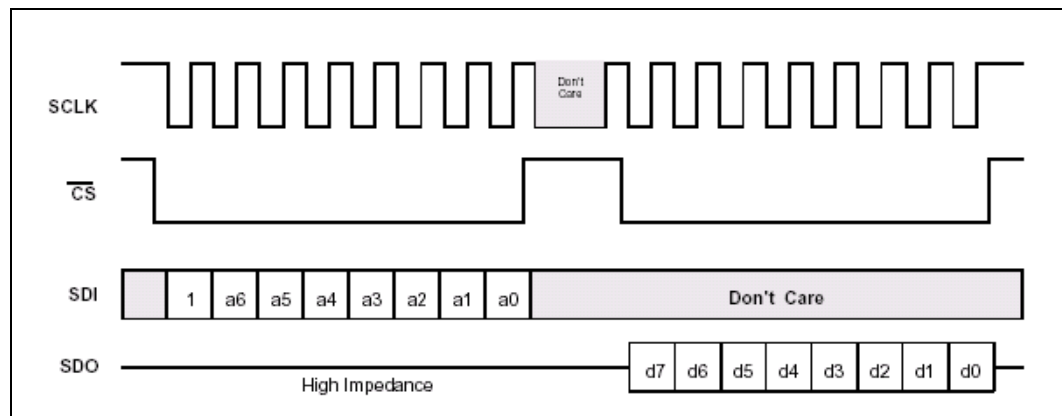 SCLK
Don't
Care
CS
SDI
1 a6 a5 a4 a3 a2 a1 a0 Don't Care
SDO
High Impedance
d7 d6 d5 d4 d3 d2 d1 d0